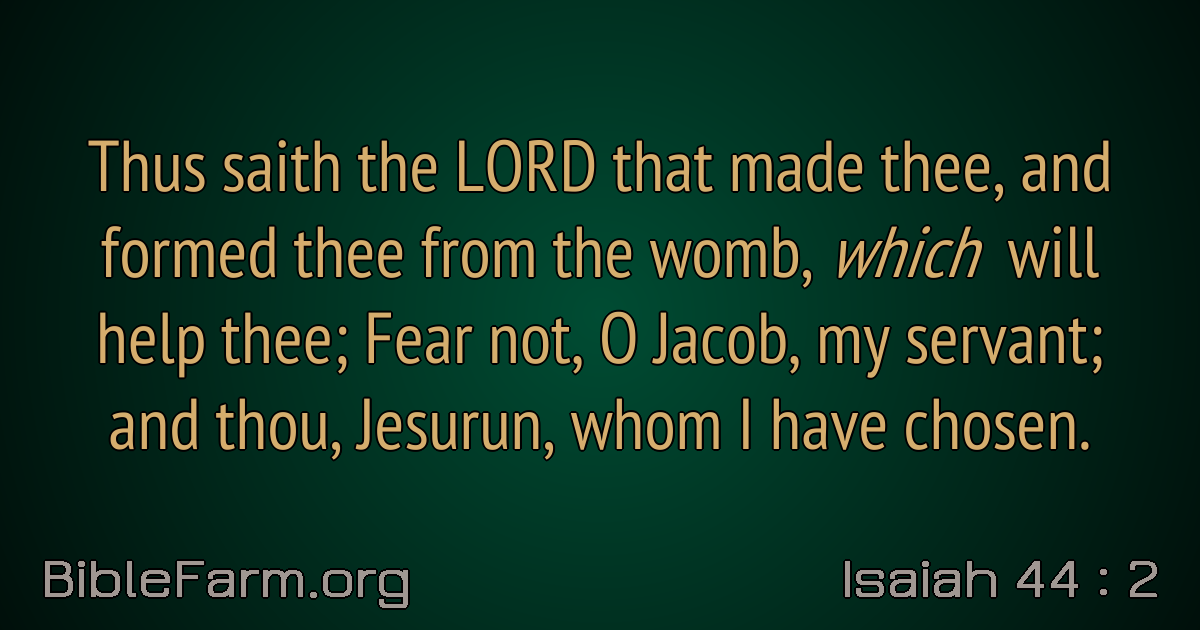 Thus saith the LORD that made thee, and
formed thee from the womb, which will
help thee; Fear not, O Jacob, my servant;
and thou, Jesurun, whom I have chosen.
BibleFarm.org
Isaiah 44 : 2